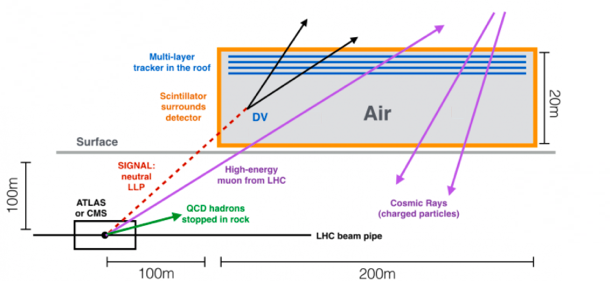 Multi-layer
tracker in the roof
Scintillator
surrounds
detector
DV
Air
20m
Surface
SIGNAL:
neutral
LLP
High-energy
muon from LHC
Cosmic Rays
(charged particles)
100m
ATLAS
or CMS
QCD hadrons
stopped in rock
LHC beam pipe
100m
200m